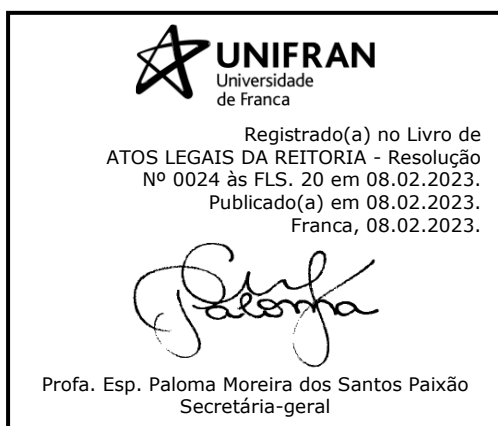 UNIFRAN
Universidade
de Franca
Registrado(a) no Livro de
ATOS LEGAIS DA REITORIA - Resolução
Nº 0024 às FLS. 20 em 08.02.2023.
Publicado(a) em 08.02.2023.
Franca, 08.02.2023.
Paloma
Profa. Esp. Paloma Moreira dos Santos Paixão
Secretária-geral